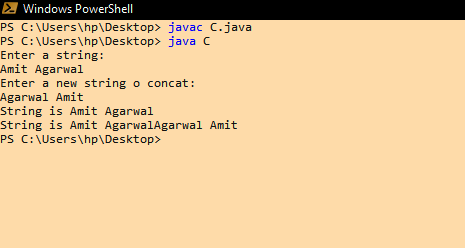 Windows PowerShell
PS C:\Users\hp\Desktop> javac C.java
PS C:\Users\hp\Desktop> java C
Enter a string:
Amit Agarwal
Enter a new string o concat:
Agarwal Amit
String is Amit Agarwal
String is Amit AgarwalAgarwal Amit
PS C:\Users\hp\Desktop>